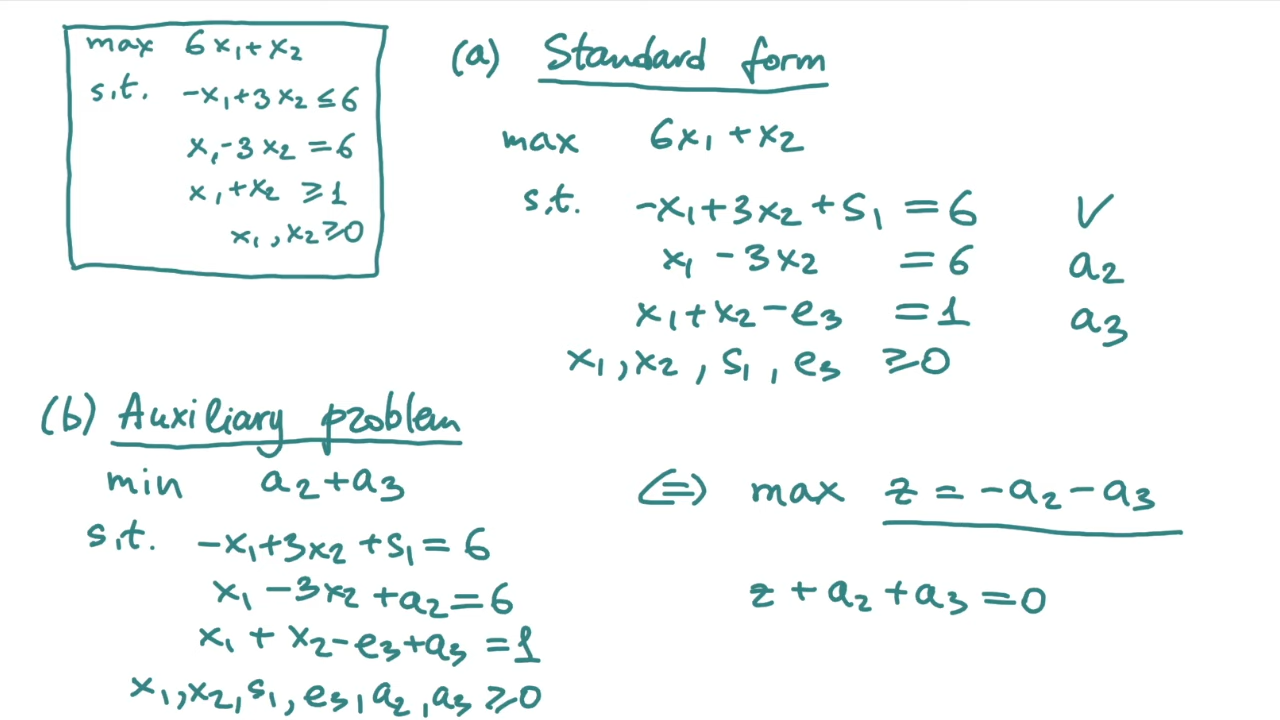 max 6x₁+x₂
s.t. -x₁+3x₂≤6
x₁-3x₂=6
x₁+x₂≥1
x₁,x₂≥0
(a) Standard form
max 6x₁+x₂
s.t. -x₁+3x₂+s₁=6 V
x₁-3x₂=6 a₂
x₁+x₂-e₃=1 a₃
x₁,x₂,s₁,e₃≥0
(b) Auxiliary problem
min a₂+a₃
s.t. -x₁+3x₂+s₁=6
x₁-3x₂+a₂=6
x₁+x₂-e₃+a₃=1
x₁,x₂,s₁,e₃,a₂,a₃≥0
⇔ max z=-a₂-a₃
z+a₂+a₃=0